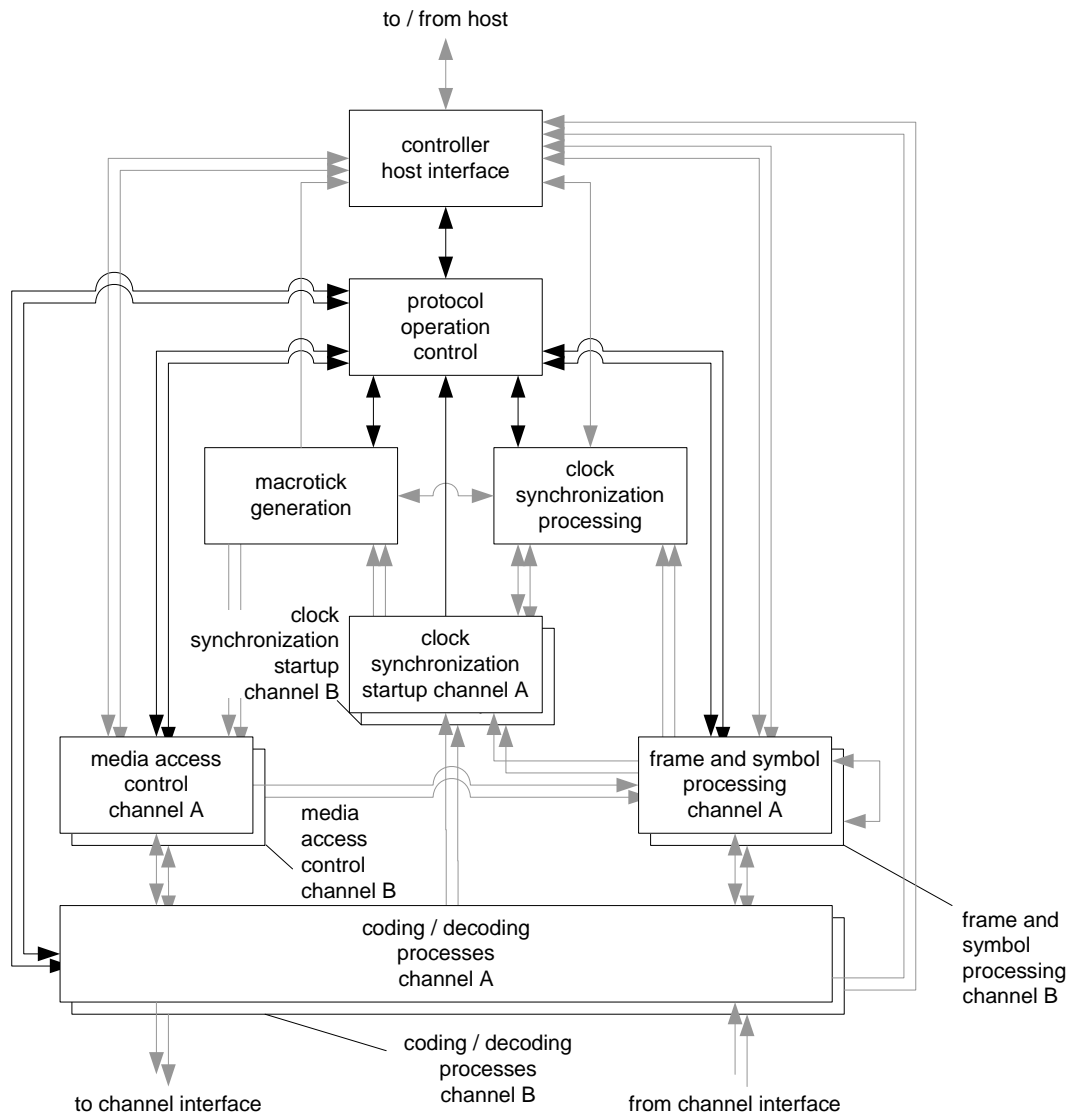 to / from host
controller
host interface
protocol
operation
control
macrotick
generation
clock
synchronization
processing
clock
synchronization
startup
channel B
clock
synchronization
startup channel A
media access
control
channel A
frame and symbol
processing
channel A
media
access
control
channel B
coding / decoding
processes
channel A
frame and
symbol
processing
channel B
coding / decoding
processes
channel B
to channel interface
from channel interface